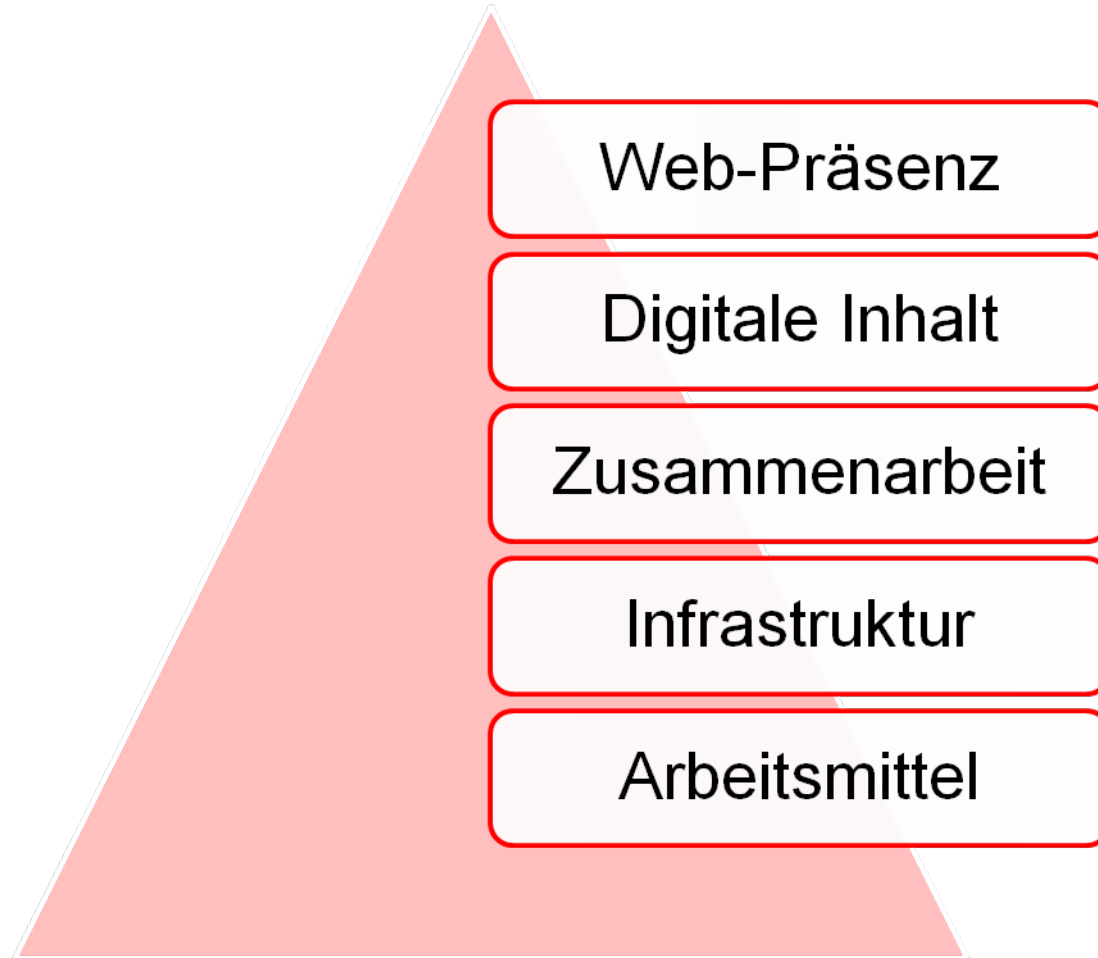 Web-Präsenz
Digitale Inhalt
Zusammenarbeit
Infrastruktur
Arbeitsmittel